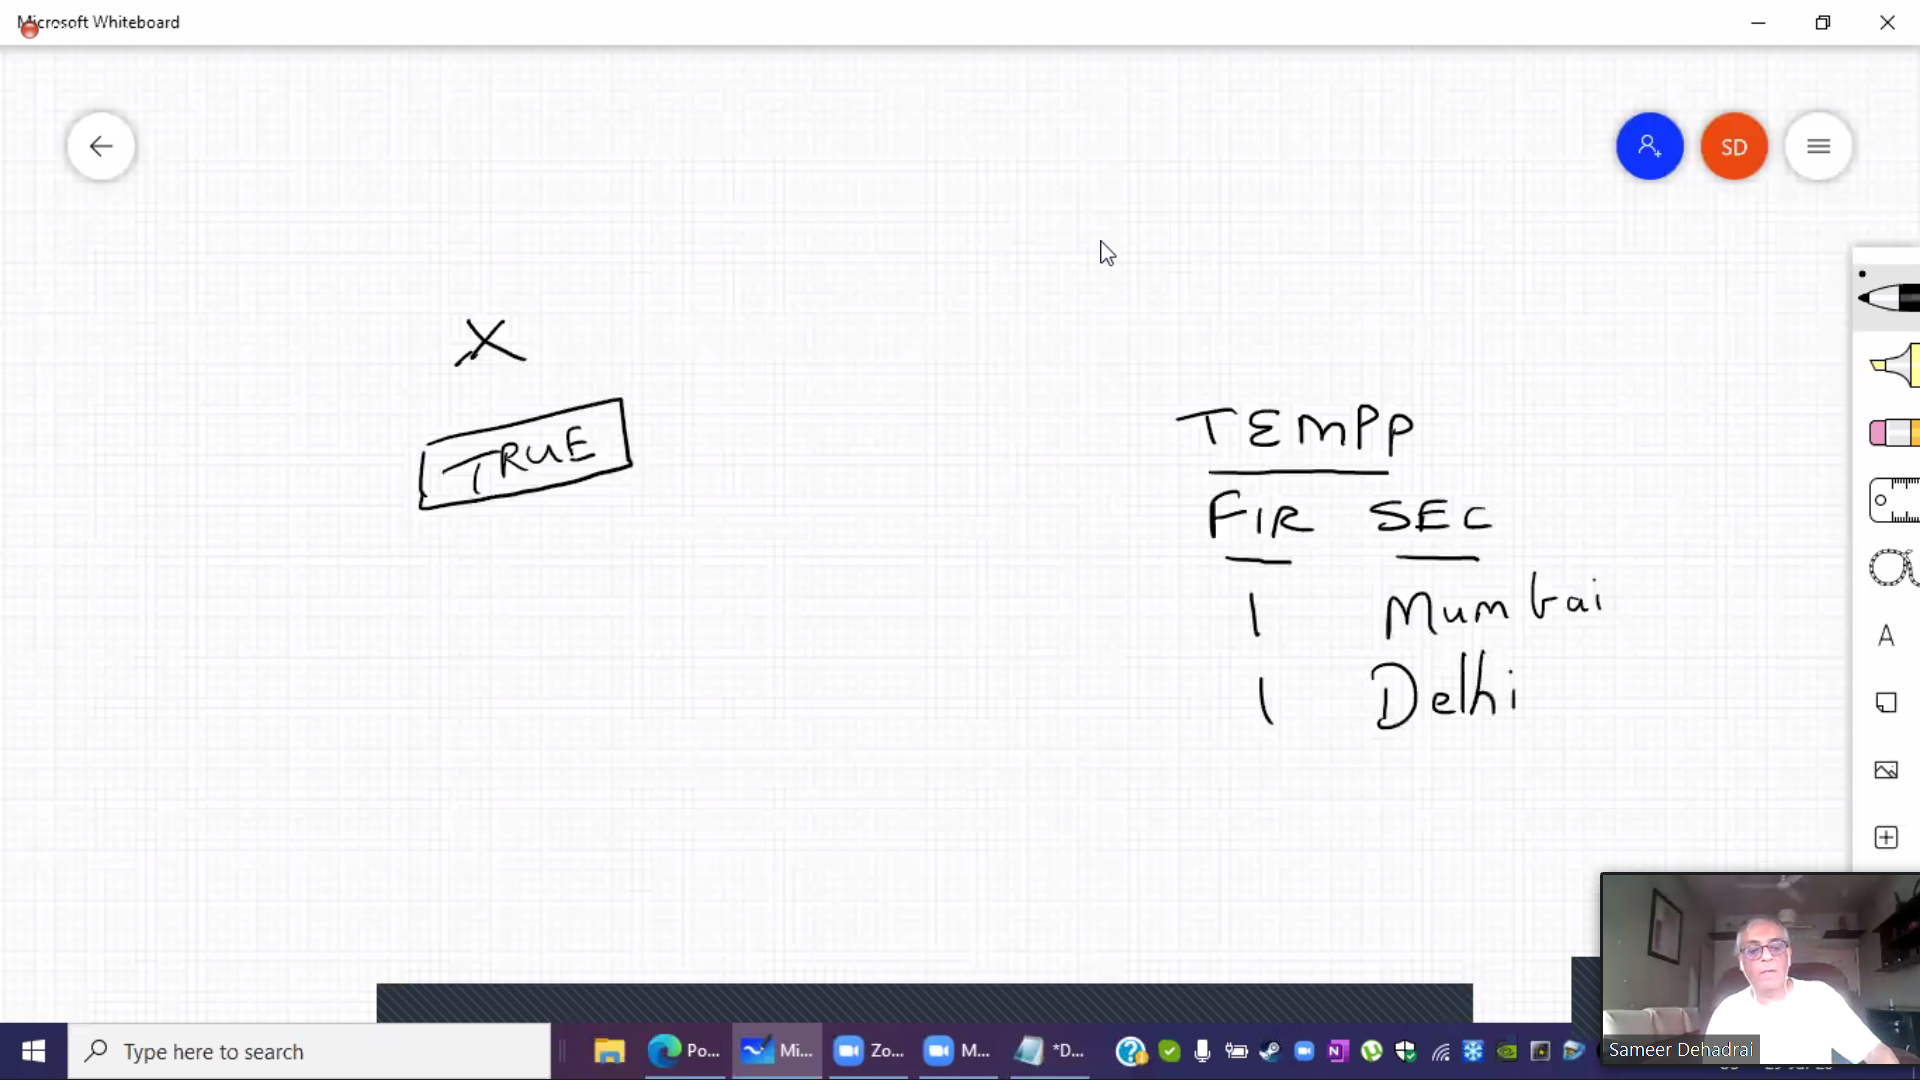 Microsoft Whiteboard
SD
X
TRUE
TEMPP
FIR SEC
1 Mumbai
1 Delhi
A
Type here to search
Po...
Mi...
Zo...
M...
*D...
Sameer Dehadrai